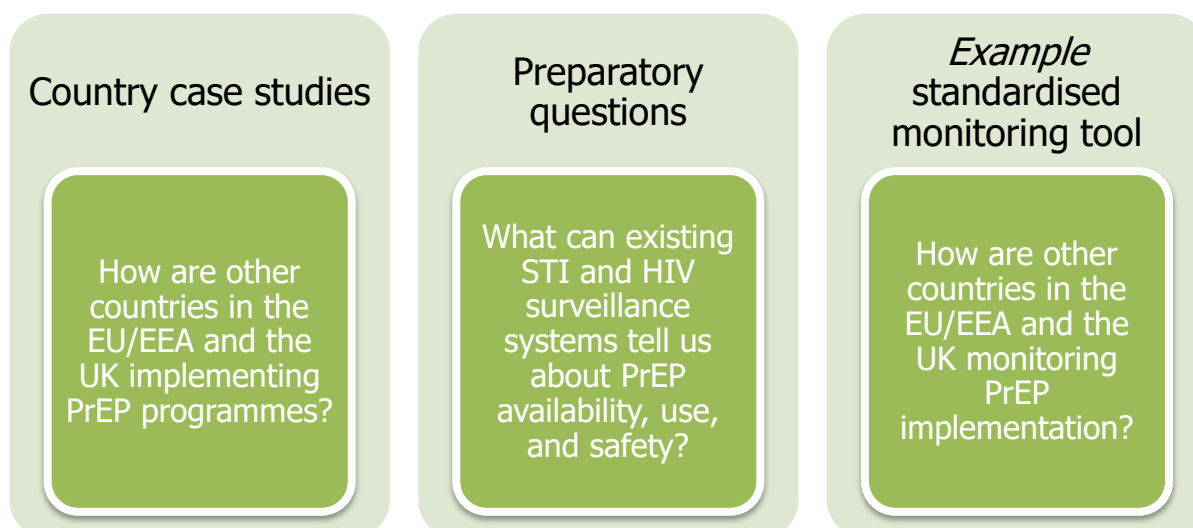 Country case studies
How are other
countries in the
EU/EEA and the
UK implementing
PrEP programmes?
Preparatory
questions
What can existing
STI and HIV
surveillance
systems tell us
about PrEP
availability, use,
and safety?
Example
standardised
monitoring tool
How are other
countries in the
EU/EEA and the
UK monitoring
PrEP
implementation?